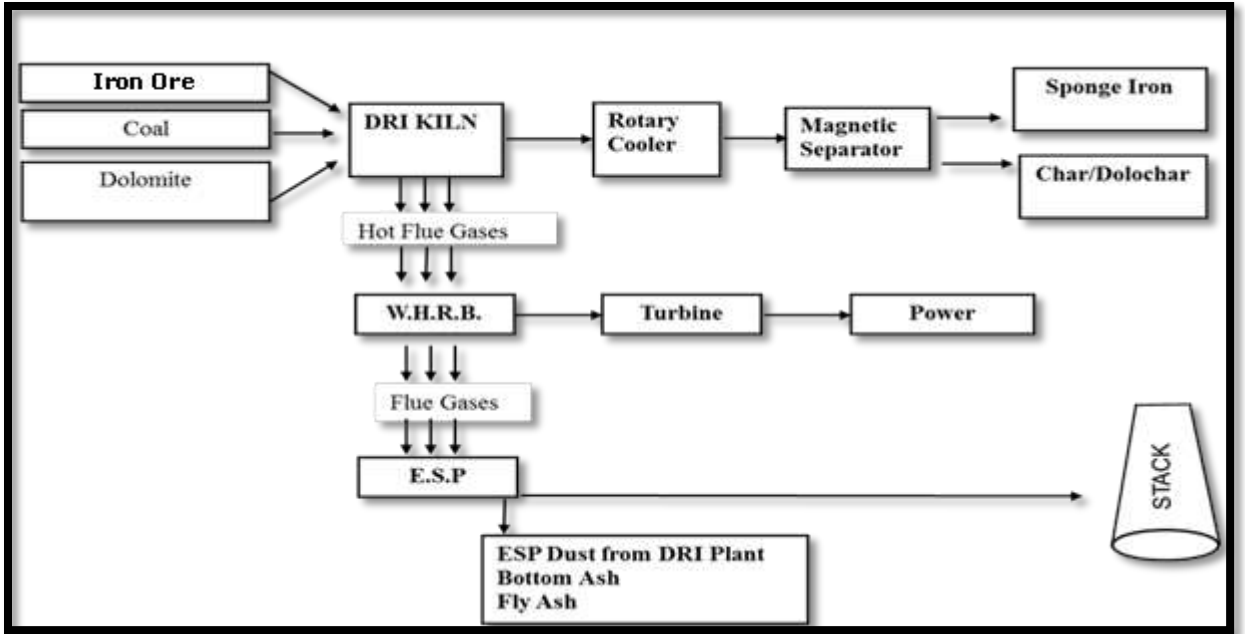 Iron Ore
Coal
Dolomite
DRI KILN
Rotary
Cooler
Magnetic
Separator
Sponge Iron
Char/Dolochar
Hot Flue Gases
W.H.R.B.
Turbine
Power
Flue Gases
E.S.P
STACK
ESP Dust from DRI Plant
Bottom Ash
Fly Ash